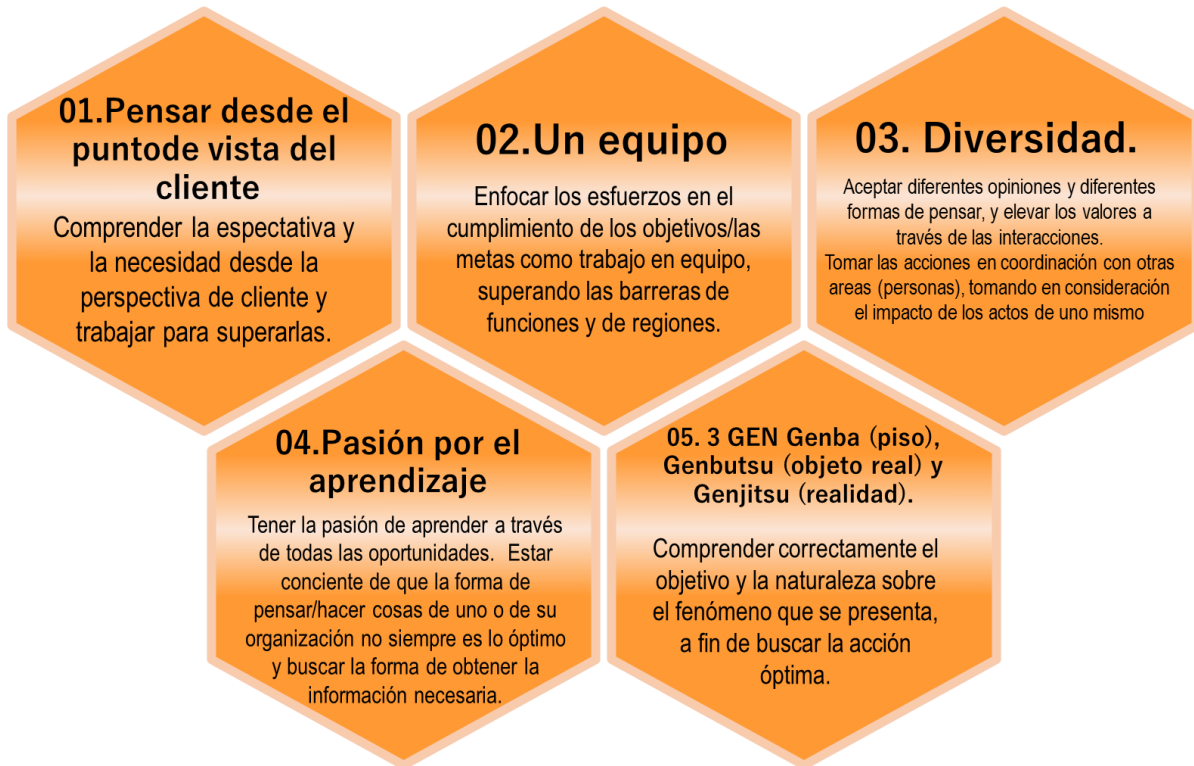 01.Pensar desde el
puntode vista del
cliente
Comprender la espectativa y
la necesidad desde la
perspectiva de cliente y
trabajar para superarlas.
02.Un equipo
Enfocar los esfuerzos en el
cumplimiento de los objetivos/las
metas como trabajo en equipo,
superando las barreras de
funciones y de regiones.
03. Diversidad.
Aceptar diferentes opiniones y diferentes
formas de pensar, y elevar los valores a
través de las interacciones.
Tomar las acciones en coordinación con otras
areas (personas), tomando en consideración
el impacto de los actos de uno mismo
04.Pasión por el
aprendizaje
Tener la pasión de aprender a través
de todas las oportunidades. Estar
conciente de que la forma de
pensar/hacer cosas de uno o de su
organización no siempre es lo óptimo
y buscar la forma de obtener la
información necesaria.
05. 3 GEN Genba (piso),
Genbutsu (objeto real) y
Genjitsu (realidad).
Comprender correctamente el
objetivo y la naturaleza sobre
el fenómeno que se presenta,
a fin de buscar la acción
óptima.